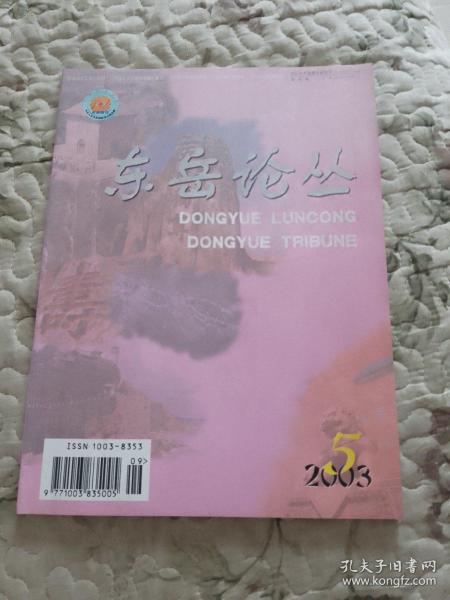 东岳论丛
DONGYUE LUNCONG
DONGYUE TRIBUNE
ISSN 1003-8353
09>
9 771003 835005
5
2003
孔夫子旧书网
www.kongfz.com